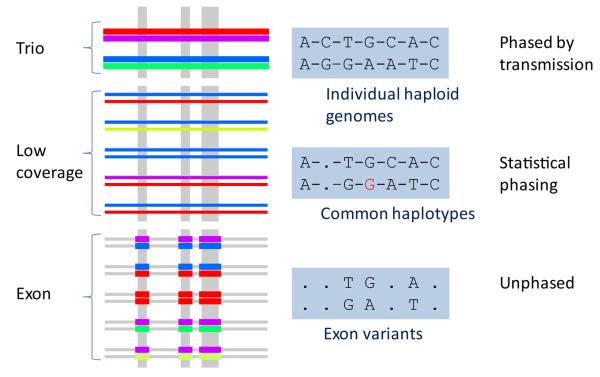 Trio
A-C-T-G-C-A-C
A-G-G-A-A-T-C
Individual haploid
genomes
Phased by
transmission
Low
coverage
A-.-T-G-C-A-C
A-.-G-G-A-T-C
Common haplotypes
Statistical
phasing
Exon
. . T G . A .
. . G A . T .
Exon variants
Unphased